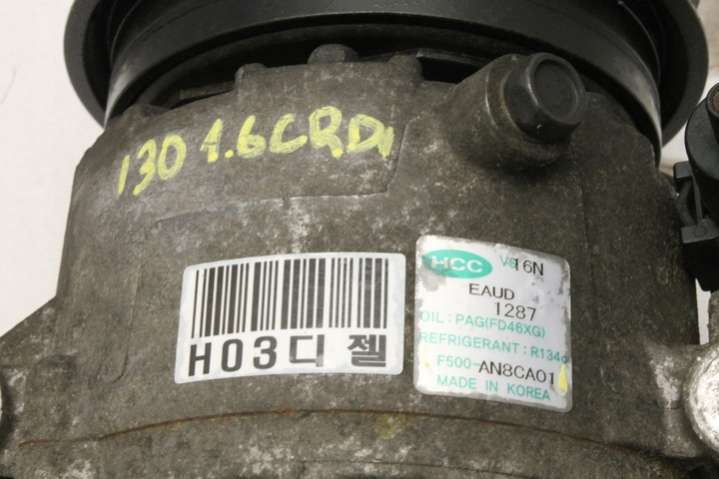 i30 1.6CRDi
HCC VS16N
EAUD
1287
OIL : PAG(FD46XG)
REFRIGERANT : R134a
F500-AN8CA01
MADE IN KOREA
H03디젤